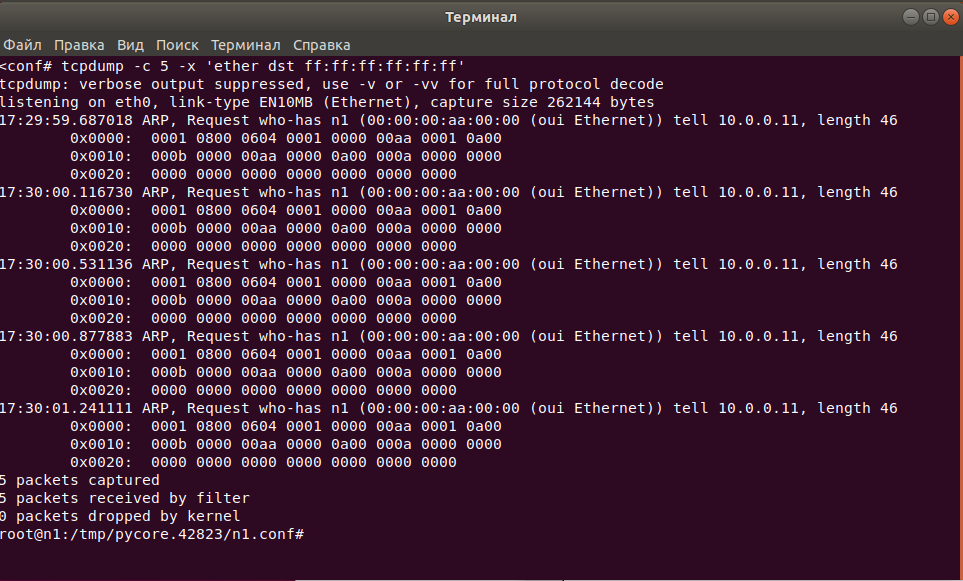 Терминал
Файл Правка Вид Поиск Терминал Справка
<conf# tcpdump -c 5 -x 'ether dst ff:ff:ff:ff:ff:ff'
tcpdump: verbose output suppressed, use -v or -vv for full protocol decode
listening on eth0, link-type EN10MB (Ethernet), capture size 262144 bytes
17:29:59.687018 ARP, Request who-has n1 (00:00:00:aa:00:00 (oui Ethernet)) tell 10.0.0.11, length 46
0x0000:  0001 0800 0604 0001 0000 00aa 0001 0a00
0x0010:  000b 0000 00aa 0000 0a00 000a 0000 0000
0x0020:  0000 0000 0000 0000 0000 0000 0000
17:30:00.116730 ARP, Request who-has n1 (00:00:00:aa:00:00 (oui Ethernet)) tell 10.0.0.11, length 46
0x0000:  0001 0800 0604 0001 0000 00aa 0001 0a00
0x0010:  000b 0000 00aa 0000 0a00 000a 0000 0000
0x0020:  0000 0000 0000 0000 0000 0000 0000
17:30:00.531136 ARP, Request who-has n1 (00:00:00:aa:00:00 (oui Ethernet)) tell 10.0.0.11, length 46
0x0000:  0001 0800 0604 0001 0000 00aa 0001 0a00
0x0010:  000b 0000 00aa 0000 0a00 000a 0000 0000
0x0020:  0000 0000 0000 0000 0000 0000 0000
17:30:00.877883 ARP, Request who-has n1 (00:00:00:aa:00:00 (oui Ethernet)) tell 10.0.0.11, length 46
0x0000:  0001 0800 0604 0001 0000 00aa 0001 0a00
0x0010:  000b 0000 00aa 0000 0a00 000a 0000 0000
0x0020:  0000 0000 0000 0000 0000 0000 0000
17:30:01.241111 ARP, Request who-has n1 (00:00:00:aa:00:00 (oui Ethernet)) tell 10.0.0.11, length 46
0x0000:  0001 0800 0604 0001 0000 00aa 0001 0a00
0x0010:  000b 0000 00aa 0000 0a00 000a 0000 0000
0x0020:  0000 0000 0000 0000 0000 0000 0000
5 packets captured
5 packets received by filter
0 packets dropped by kernel
root@n1:/tmp/pycore.42823/n1.conf#